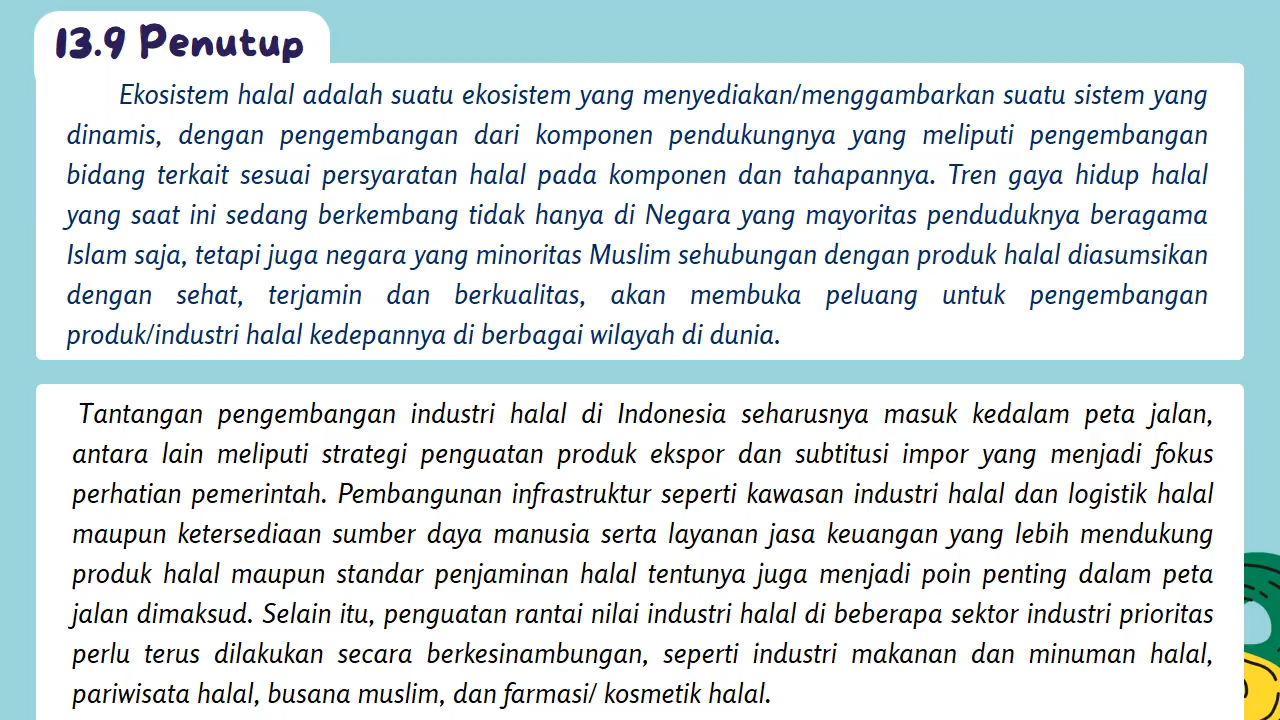 13.9 Penutup
Ekosistem halal adalah suatu ekosistem yang menyediakan/menggambarkan suatu sistem yang
dinamis, dengan pengembangan dari komponen pendukungnya yang meliputi pengembangan
bidang terkait sesuai persyaratan halal pada komponen dan tahapannya. Tren gaya hidup halal
yang saat ini sedang berkembang tidak hanya di Negara yang mayoritas penduduknya beragama
Islam saja, tetapi juga negara yang minoritas Muslim sehubungan dengan produk halal diasumsikan
dengan sehat, terjamin dan berkualitas, akan membuka peluang untuk pengembangan
produk/industri halal kedepannya di berbagai wilayah di dunia.
Tantangan pengembangan industri halal di Indonesia seharusnya masuk kedalam peta jalan,
antara lain meliputi strategi penguatan produk ekspor dan subtitusi impor yang menjadi fokus
perhatian pemerintah. Pembangunan infrastruktur seperti kawasan industri halal dan logistik halal
maupun ketersediaan sumber daya manusia serta layanan jasa keuangan yang lebih mendukung
produk halal maupun standar penjaminan halal tentunya juga menjadi poin penting dalam peta
jalan dimaksud. Selain itu, penguatan rantai nilai industri halal di beberapa sektor industri prioritas
perlu terus dilakukan secara berkesinambungan, seperti industri makanan dan minuman halal,
pariwisata halal, busana muslim, dan farmasi/ kosmetik halal.